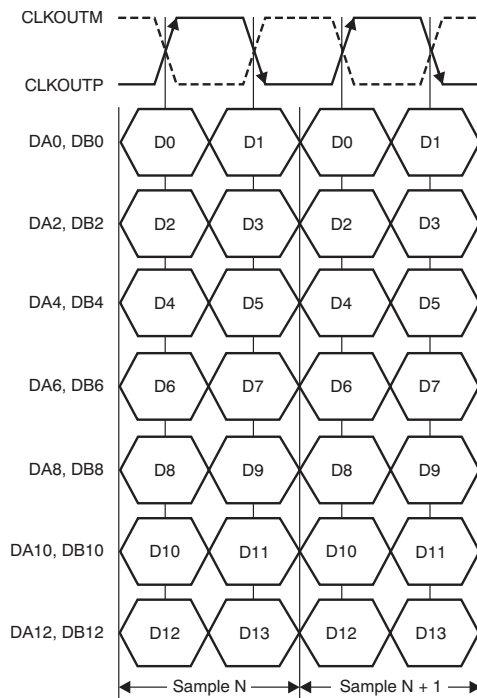 CLKOUTM
CLKOUTP
DA0, DB0 D0 D1 D0 D1
DA2, DB2 D2 D3 D2 D3
DA4, DB4 D4 D5 D4 D5
DA6, DB6 D6 D7 D6 D7
DA8, DB8 D8 D9 D8 D9
DA10, DB10 D10 D11 D10 D11
DA12, DB12 D12 D13 D12 D13
Sample N Sample N + 1